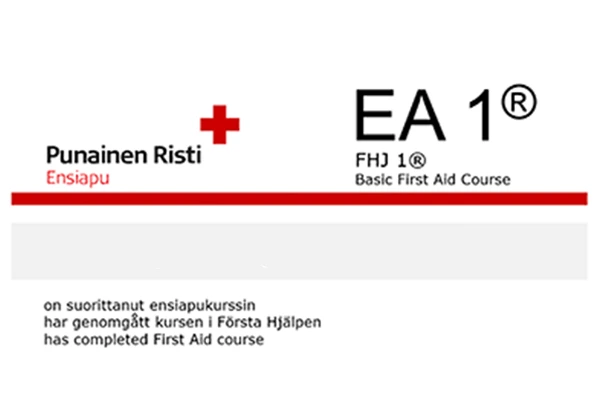 Punainen Risti
Ensiapu
EA 1®
FHJ 1®
Basic First Aid Course
on suorittanut ensiapukurssin
har genomgått kursen i Första Hjälpen
has completed First Aid course